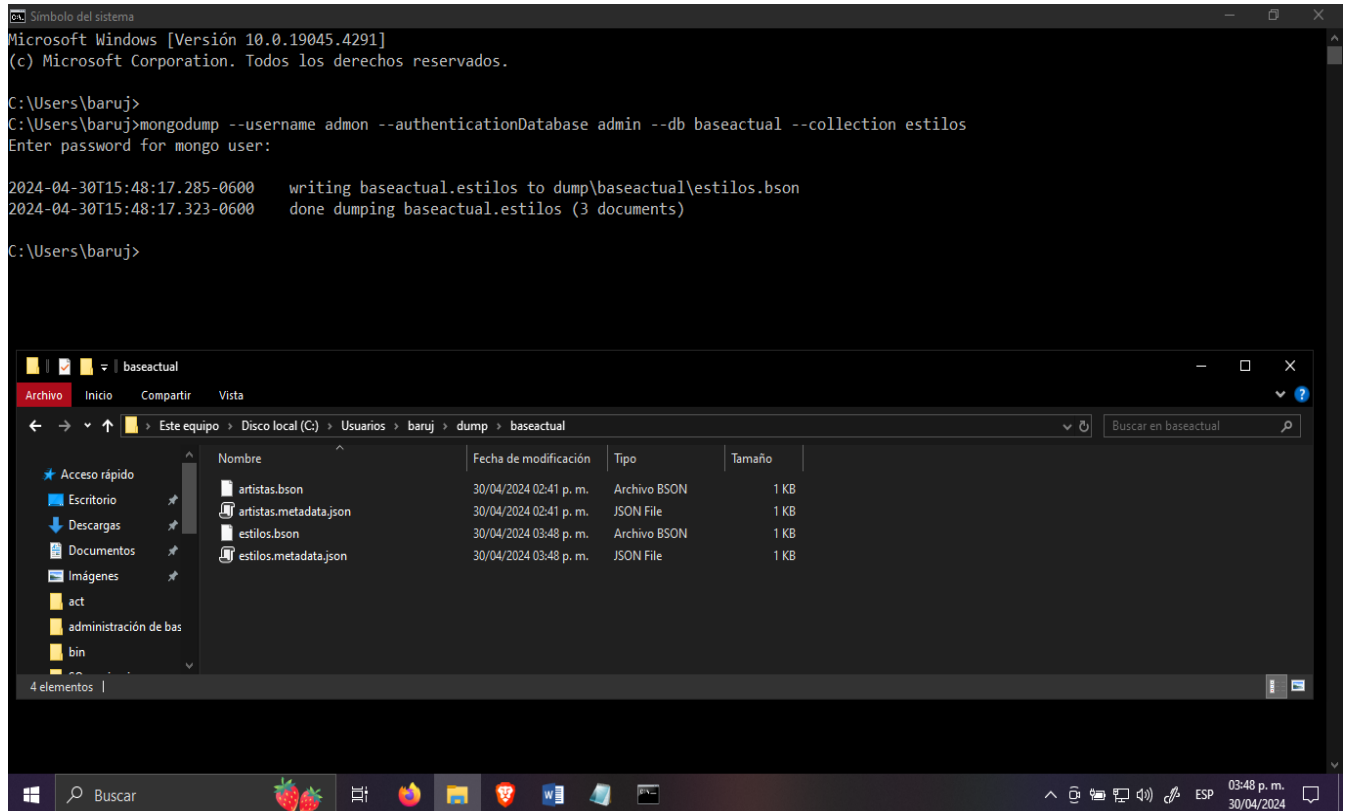 Símbolo del sistema
Microsoft Windows [Versión 10.0.19045.4291]
(c) Microsoft Corporation. Todos los derechos reservados.
C:\Users\baruj>
C:\Users\baruj>mongodump --username admon --authenticationDatabase admin --db baseactual --collection estilos
Enter password for mongo user:
2024-04-30T15:48:17.285-0600 writing baseactual.estilos to dump\baseactual\estilos.bson
2024-04-30T15:48:17.323-0600 done dumping baseactual.estilos (3 documents)
C:\Users\baruj>
baseactual
Archivo Inicio Compartir Vista
Este equipo > Disco local (C:) > Usuarios > baruj > dump > baseactual Buscar en baseactual
Nombre Fecha de modificación Tipo Tamaño
Acceso rápido
Escritorio
Descargas
Documentos
Imágenes
act
administración de bas
bin
artistas.bson 30/04/2024 02:41 p. m. Archivo BSON 1 KB
artistas.metadata.json 30/04/2024 02:41 p. m. JSON File 1 KB
estilos.bson 30/04/2024 03:48 p. m. Archivo BSON 1 KB
estilos.metadata.json 30/04/2024 03:48 p. m. JSON File 1 KB
4 elementos
Buscar
ESP
03:48 p. m.
30/04/2024